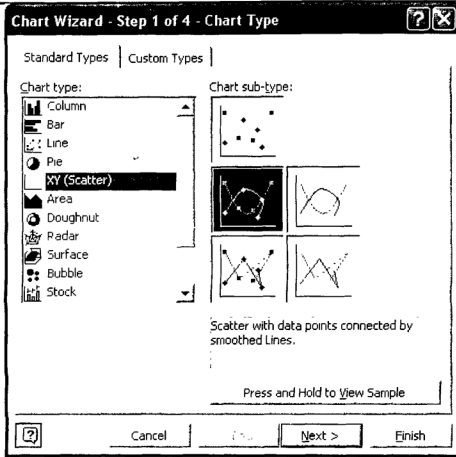 Chart Wizard - Step 1 of 4 - Chart Type
Standard Types
Custom Types
Chart type:
Column
Bar
Line
Pie
XY (Scatter)
Area
Doughnut
Radar
Surface
Bubble
Stock
Chart sub-type:
Scatter with data points connected by
smoothed Lines.
Press and Hold to View Sample
Cancel
Next >
Finish